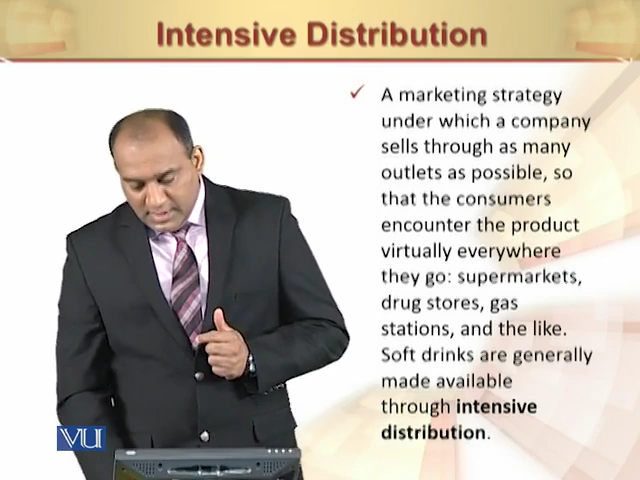 Intensive Distribution
✓ A marketing strategy
under which a company
sells through as many
outlets as possible, so
that the consumers
encounter the product
virtually everywhere
they go: supermarkets,
drug stores, gas
stations, and the like.
Soft drinks are generally
made available
through intensive
distribution.
VU